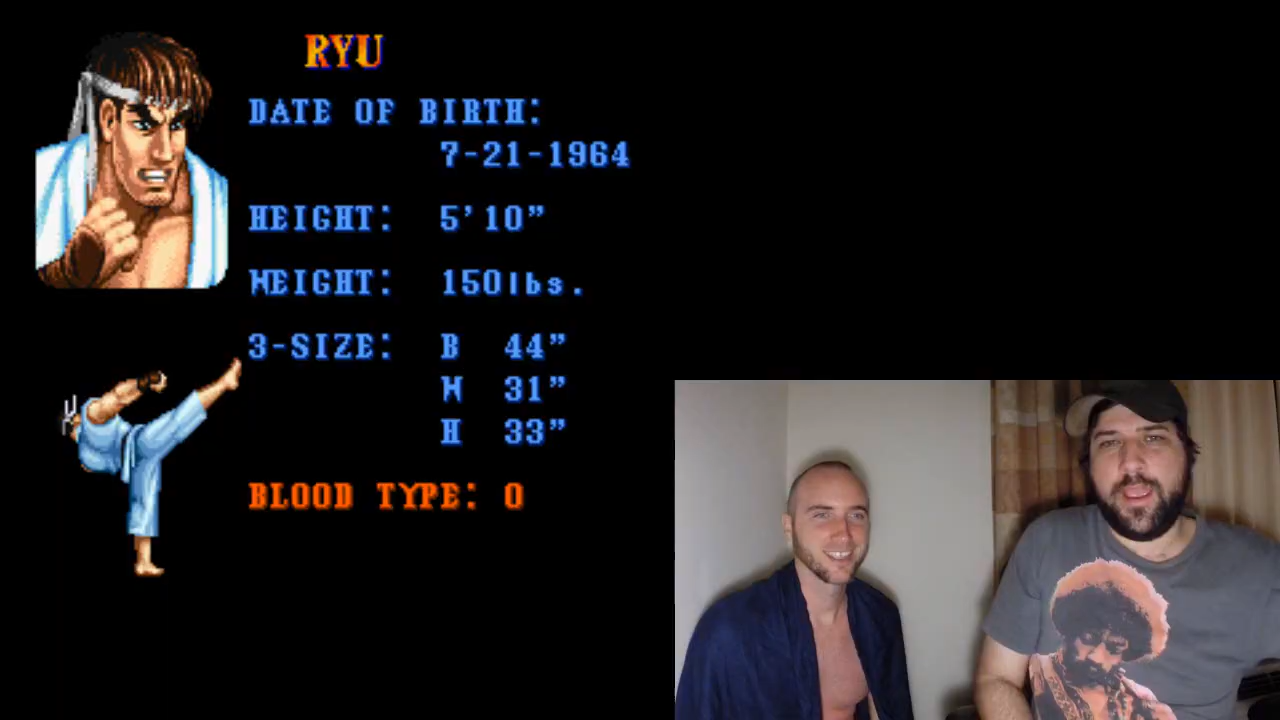 RYU
DATE OF BIRTH:
7-21-1964
HEIGHT: 5'10"
WEIGHT: 150lbs.
3-SIZE: B 44"
W 31"
H 33"
BLOOD TYPE: O